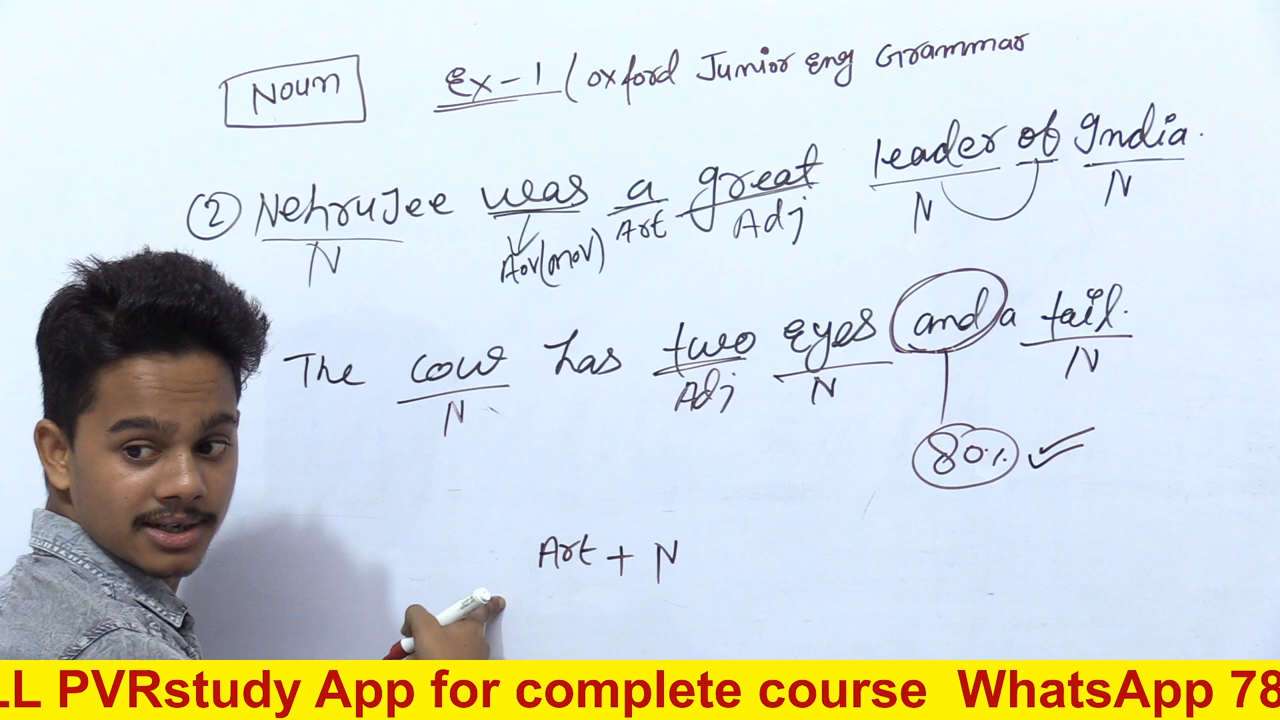 Noun Ex-1 (Oxford Junior Eng Grammar
② NehruJee was a great leader of India.
N Aov(mov) Art Adj N N
The cow has two eyes and a tail.
N Adj N N
80%
Art + N
LL PVRstudy App for complete course WhatsApp 78